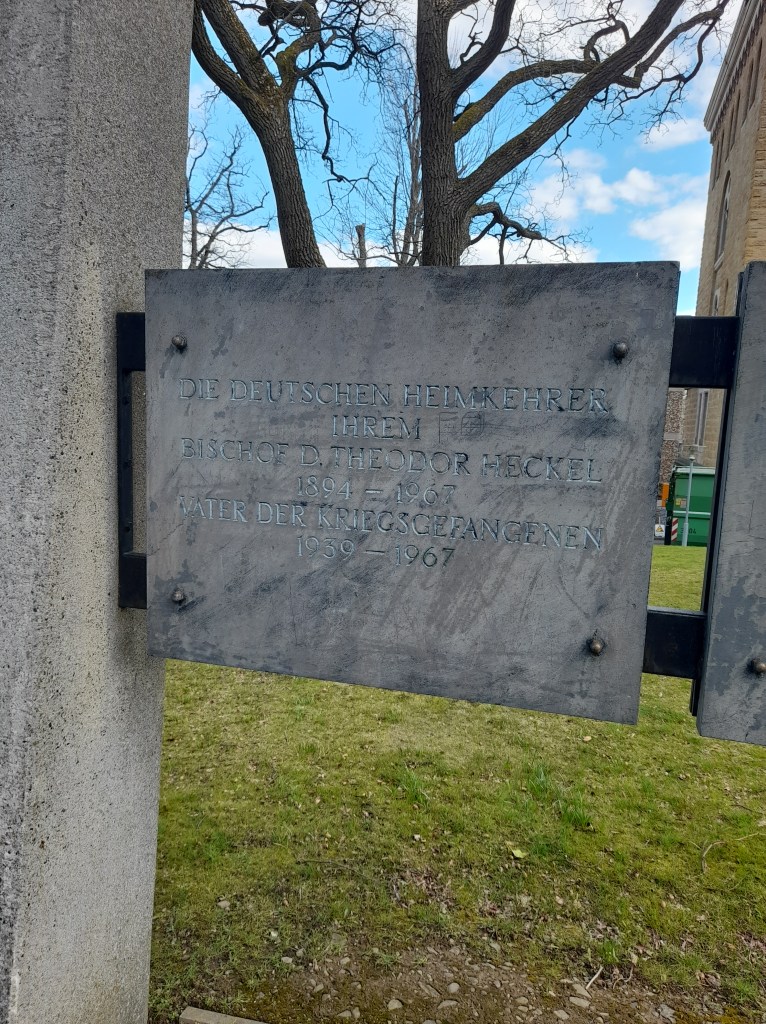 DIE DEUTSCHEN HEIMKEHRER
IHREM
BISCHOF D. THEODOR HECKEL
1894 – 1967
VATER DER KRIEGSGEFANGENEN
1939 – 1967